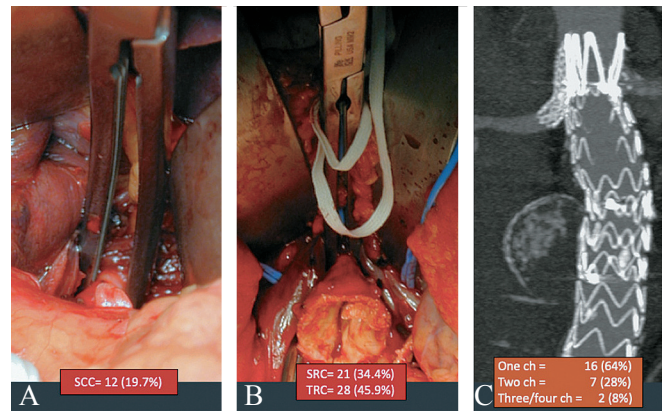 SCC= 12 (19.7%)
A
SRC= 21 (34.4%)
TRC= 28 (45.9%)
B
One ch = 16 (64%)
Two ch = 7 (28%)
Three/four ch = 2 (8%)
C